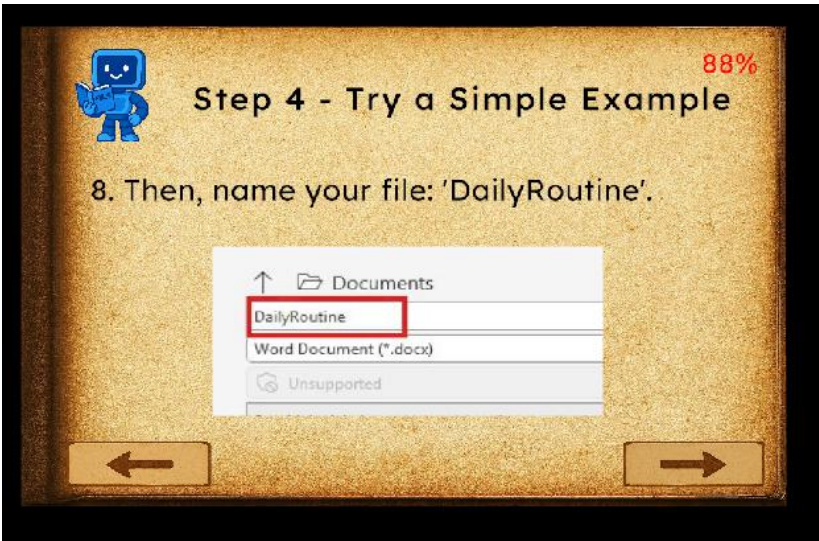 88%
Step 4 - Try a Simple Example
8. Then, name your file: 'DailyRoutine'.
Documents
DailyRoutine
Word Document (*.docx)
Unsupported